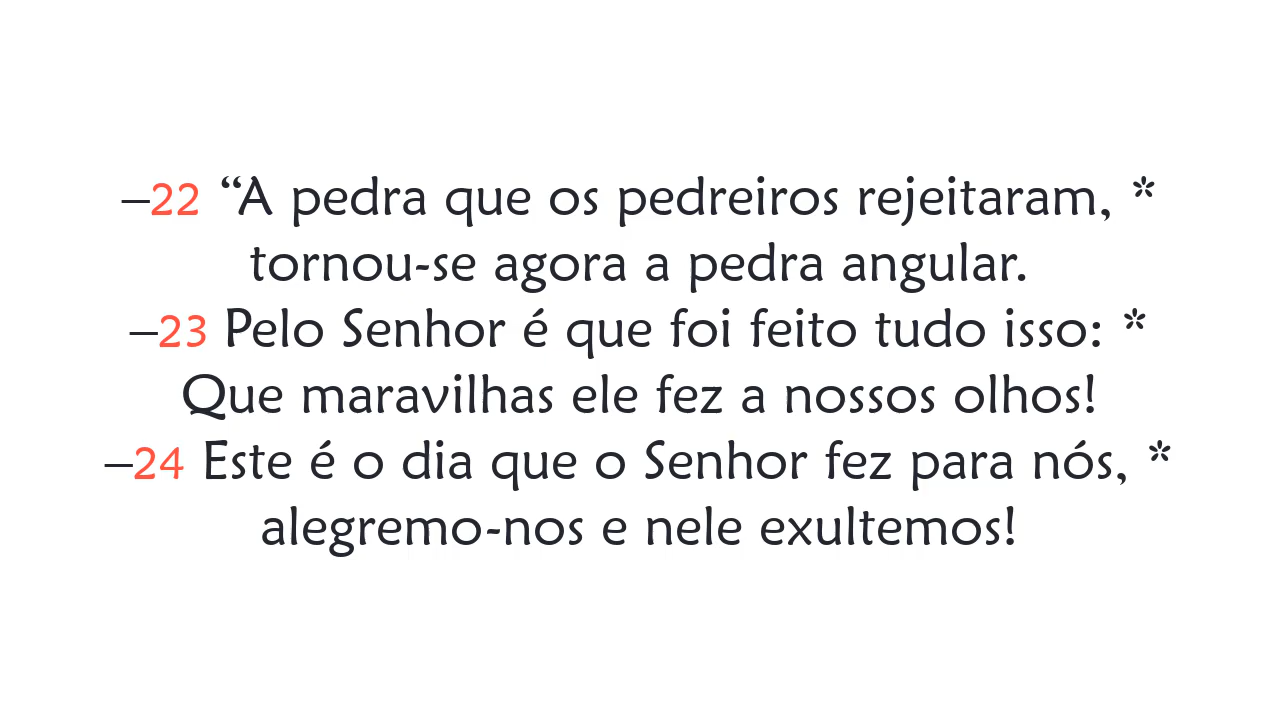 –22 “A pedra que os pedreiros rejeitaram, *
tornou-se agora a pedra angular.
–23 Pelo Senhor é que foi feito tudo isso: *
Que maravilhas ele fez a nossos olhos!
–24 Este é o dia que o Senhor fez para nós, *
alegremo-nos e nele exultemos!